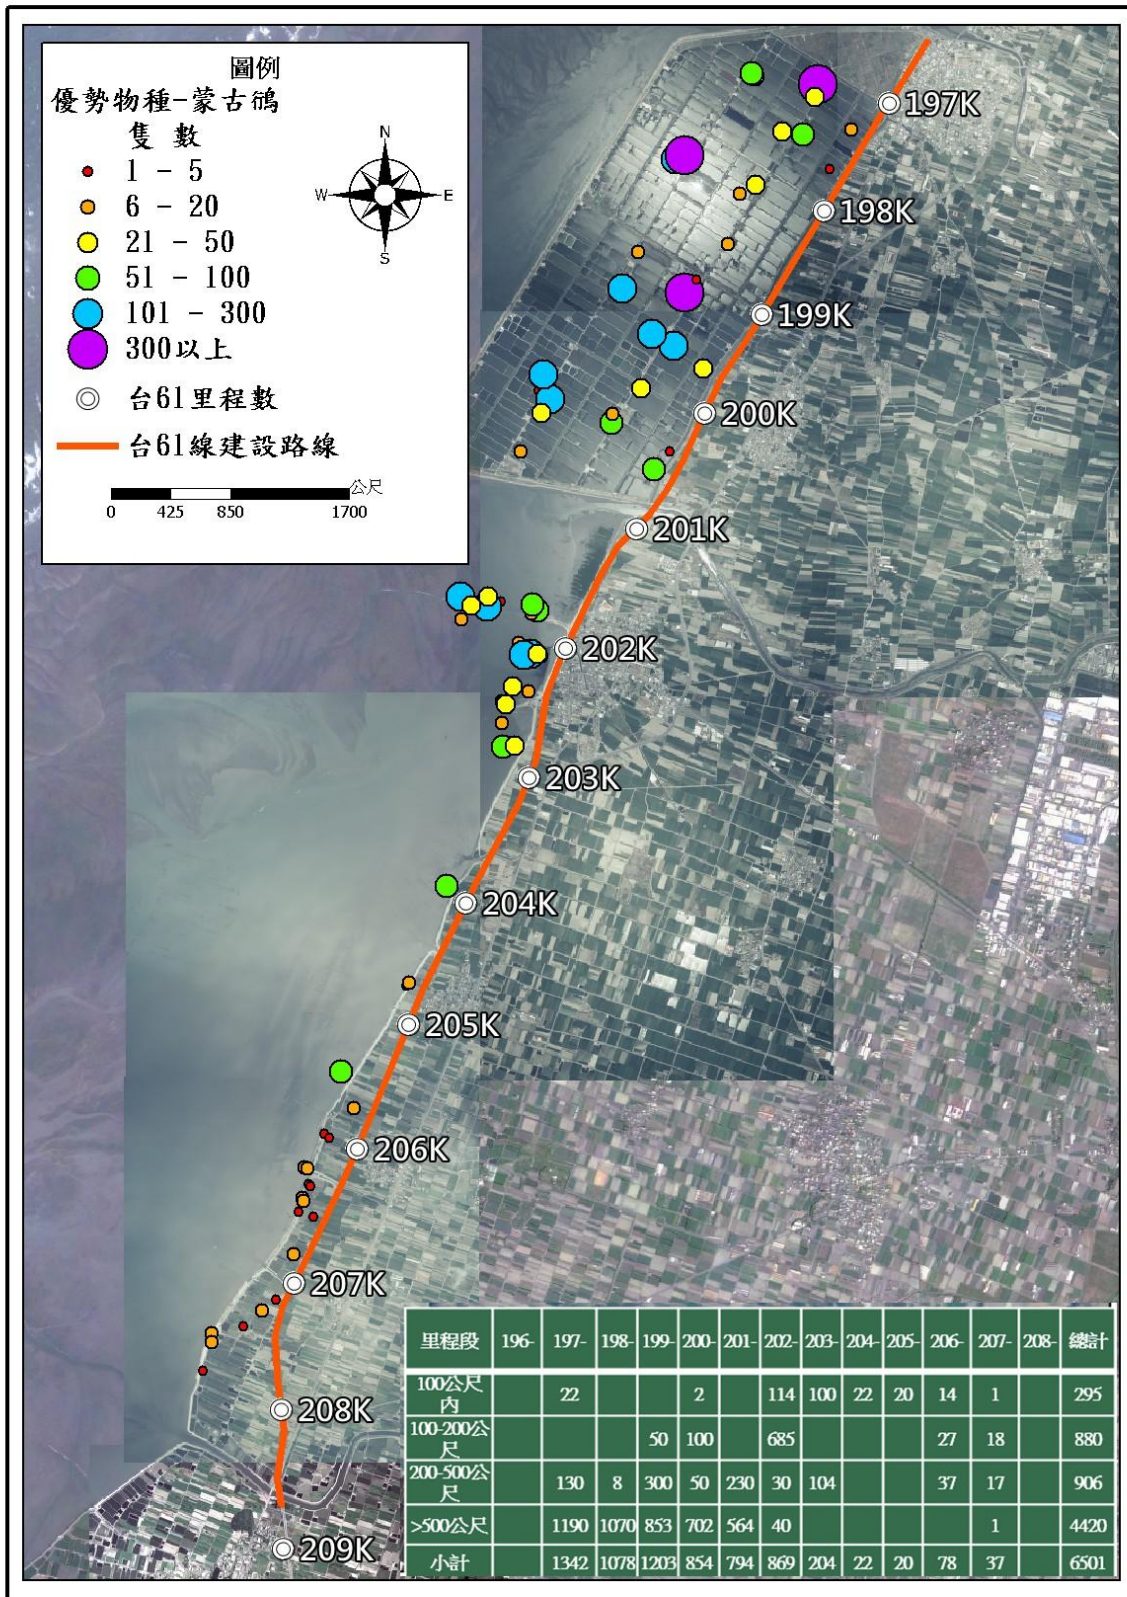 圖例
優勢物種-蒙古鴴
隻 數
1 - 5
6 - 20
21 - 50
51 - 100
101 - 300
300以上
台61里程數
台61線建設路線
公尺
0 425 850 1700
N
W E
S
197K
198K
199K
200K
201K
202K
203K
204K
205K
206K
207K
208K
209K
里程段 196- 197- 198- 199- 200- 201- 202- 203- 204- 205- 206- 207- 208- 總計
100公尺內 22 2 114 100 22 20 14 1 295
100-200公尺 50 100 685 27 18 880
200-500公尺 130 8 300 50 230 30 104 37 17 906
>500公尺 1190 1070 853 702 564 40 1 4420
小計 1342 1078 1203 854 794 869 204 22 20 78 37 6501